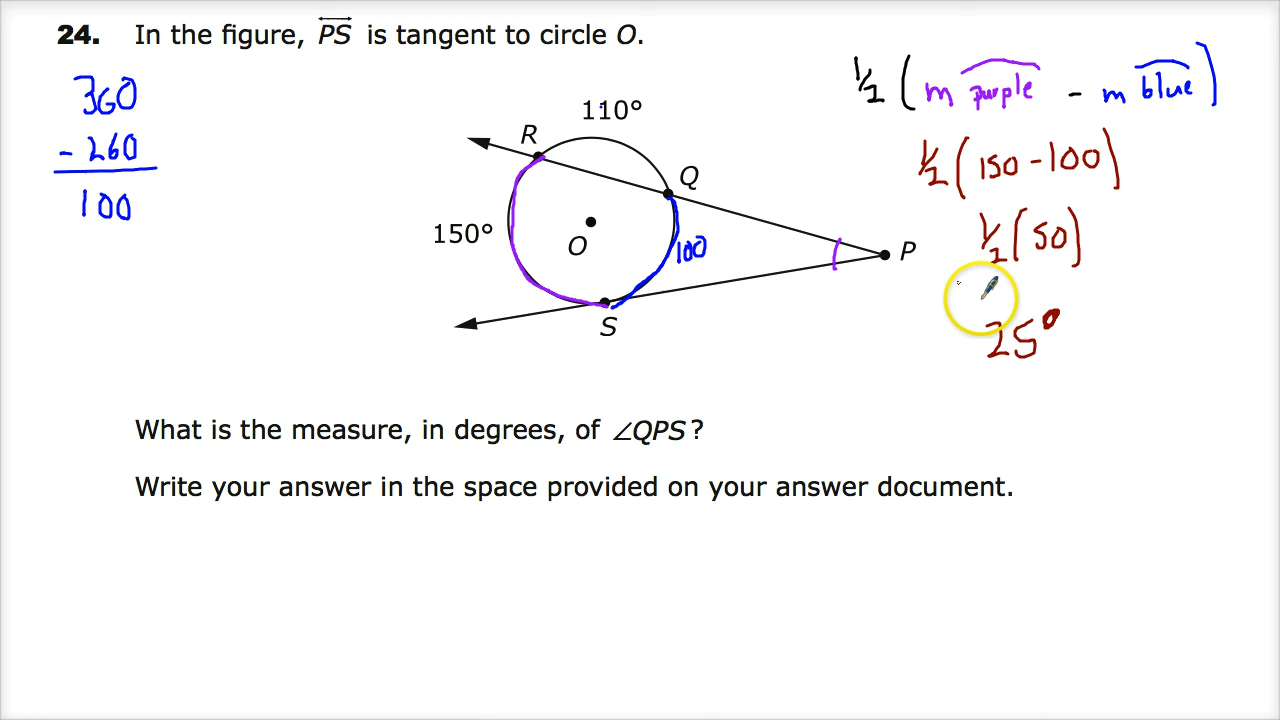 24. In the figure, PS is tangent to circle O.
360
- 260
100
½ ( m purple - m blue )
½ ( 150 - 100 )
½ ( 50 )
25°
110°
R
Q
150°
O
100
P
S
What is the measure, in degrees, of ∠QPS?
Write your answer in the space provided on your answer document.